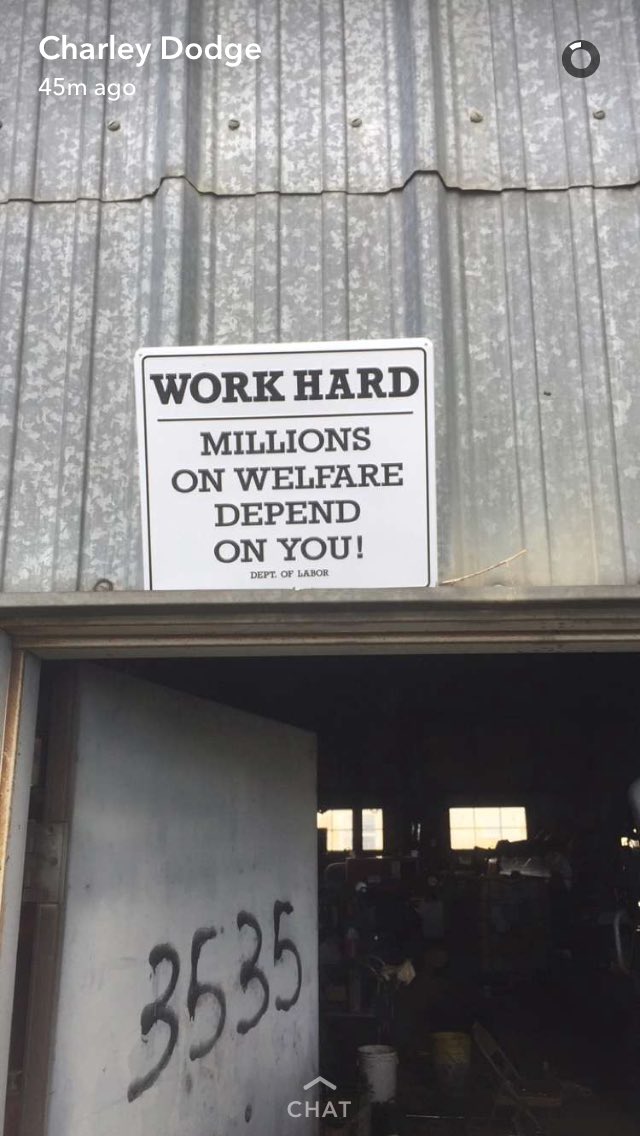 Charley Dodge
45m ago
WORK HARD
MILLIONS
ON WELFARE
DEPEND
ON YOU!
DEPT. OF LABOR
3535
CHAT